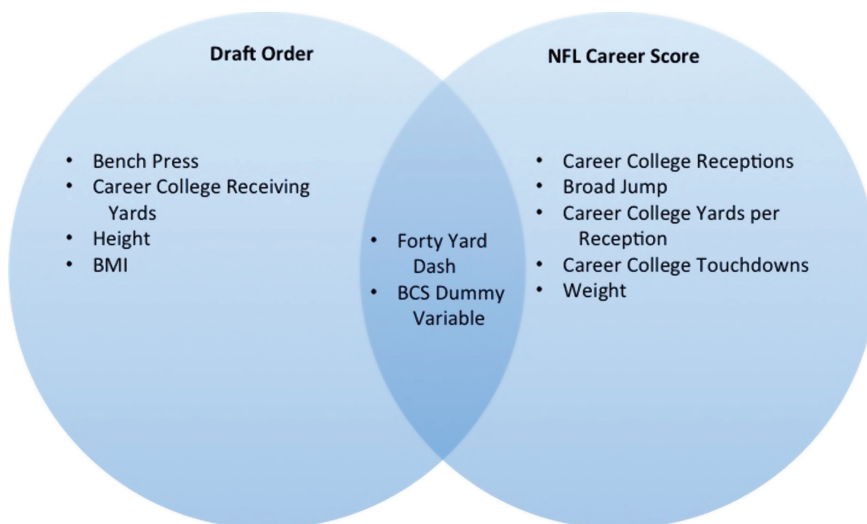 Draft Order
• Bench Press
• Career College Receiving
Yards
• Height
• BMI
• Forty Yard
Dash
• BCS Dummy
Variable
NFL Career Score
• Career College Receptions
• Broad Jump
• Career College Yards per
Reception
• Career College Touchdowns
• Weight